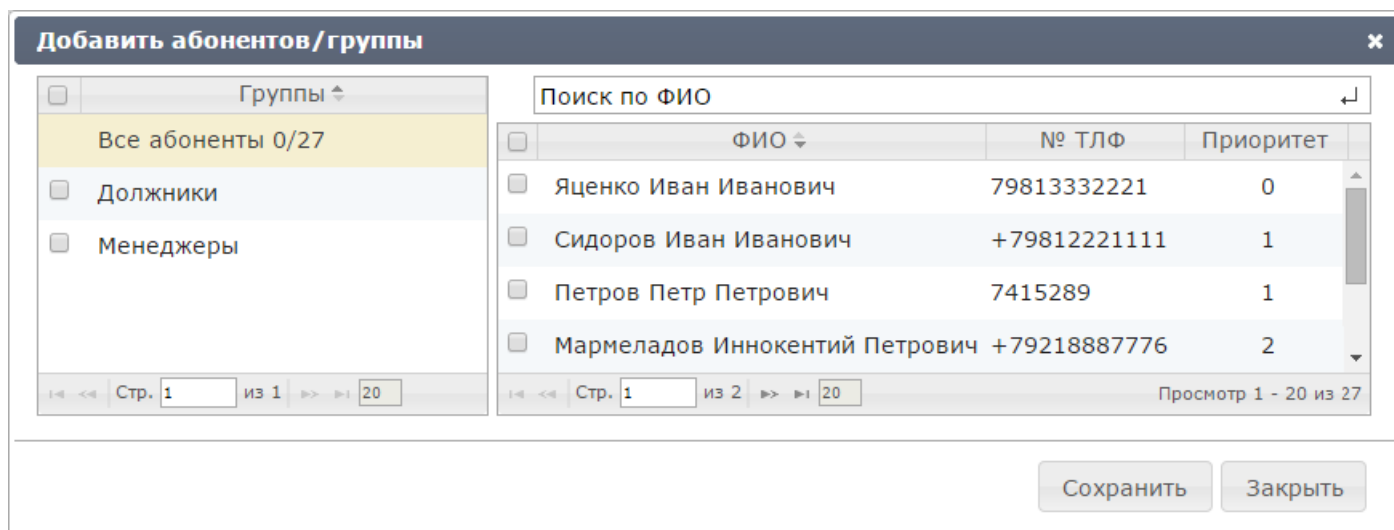 Добавить абонентов/группы
Группы
Все абоненты 0/27
Должники
Менеджеры
Стр. 1 из 1 20
Поиск по ФИО
ФИО № ТЛФ Приоритет
Яценко Иван Иванович 79813332221 0
Сидоров Иван Иванович +79812221111 1
Петров Петр Петрович 7415289 1
Мармеладов Иннокентий Петрович +79218887776 2
Стр. 1 из 2 20 Просмотр 1 - 20 из 27
Сохранить Закрыть